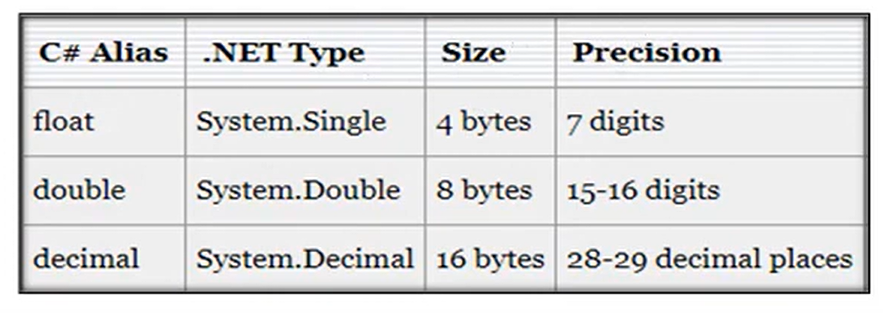 C# Alias .NET Type Size Precision
float System.Single 4 bytes 7 digits
double System.Double 8 bytes 15-16 digits
decimal System.Decimal 16 bytes 28-29 decimal places